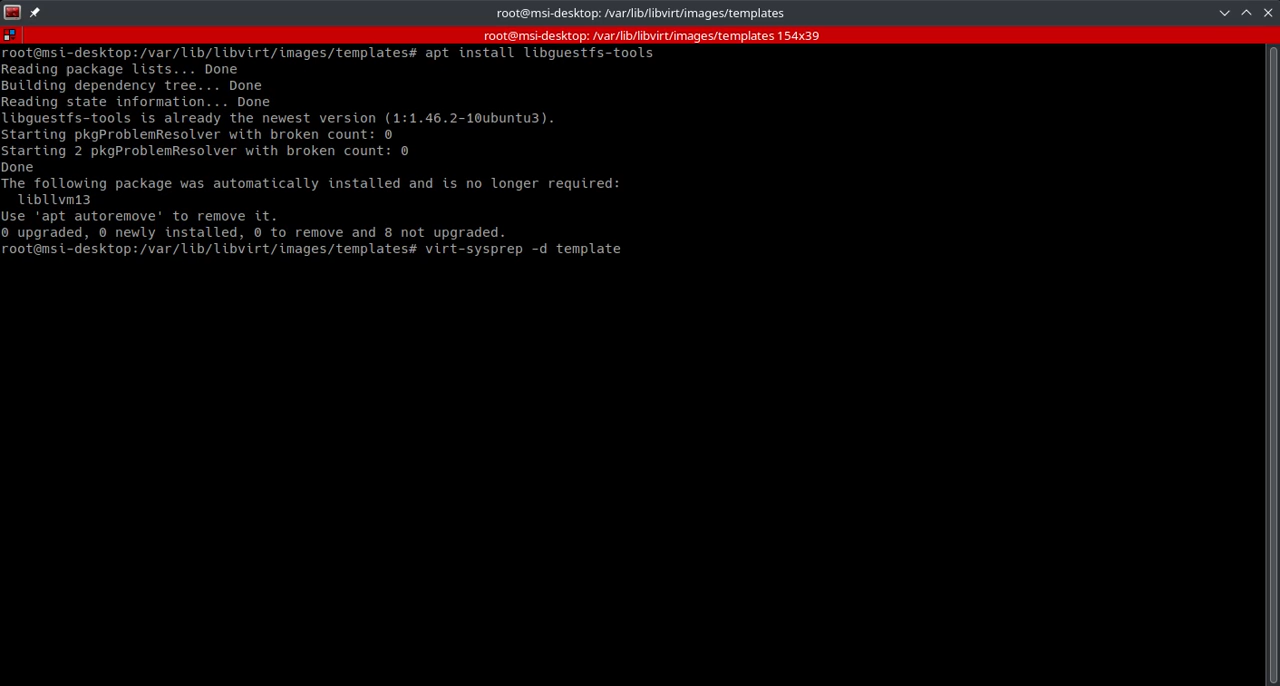 root@msi-desktop: /var/lib/libvirt/images/templates
root@msi-desktop: /var/lib/libvirt/images/templates 154x39
root@msi-desktop:/var/lib/libvirt/images/templates# apt install libguestfs-tools
Reading package lists... Done
Building dependency tree... Done
Reading state information... Done
libguestfs-tools is already the newest version (1:1.46.2-10ubuntu3).
Starting pkgProblemResolver with broken count: 0
Starting 2 pkgProblemResolver with broken count: 0
Done
The following package was automatically installed and is no longer required:
  libllvm13
Use 'apt autoremove' to remove it.
0 upgraded, 0 newly installed, 0 to remove and 8 not upgraded.
root@msi-desktop:/var/lib/libvirt/images/templates# virt-sysprep -d template